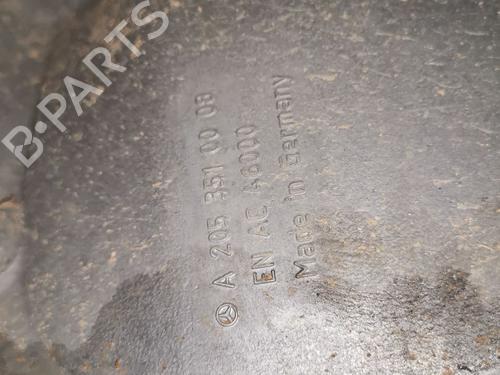 B-PARTS
A 205 351 00 08
EN AC 46000
Made in Germany